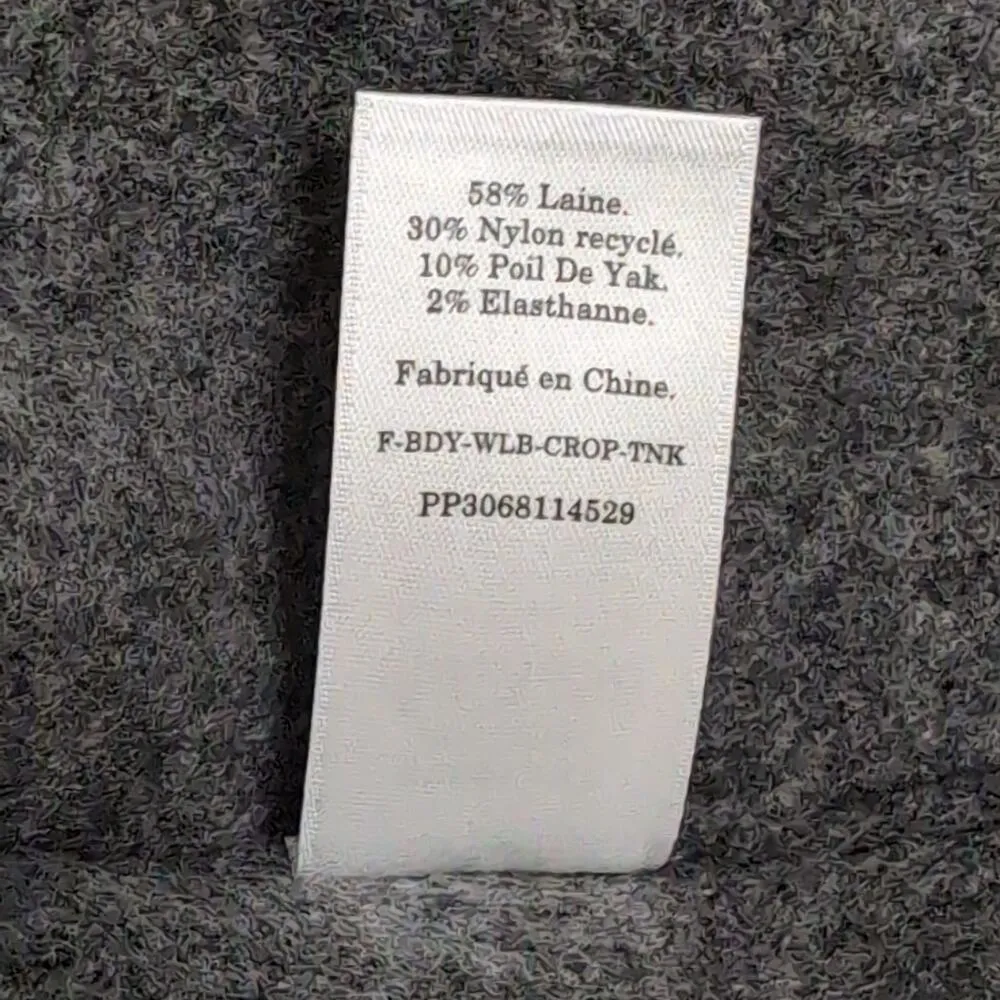 58% Laine.
30% Nylon recyclé.
10% Poil De Yak.
2% Elasthanne.
Fabriqué en Chine.
F-BDY-WLB-CROP-TNK
PP3068114529